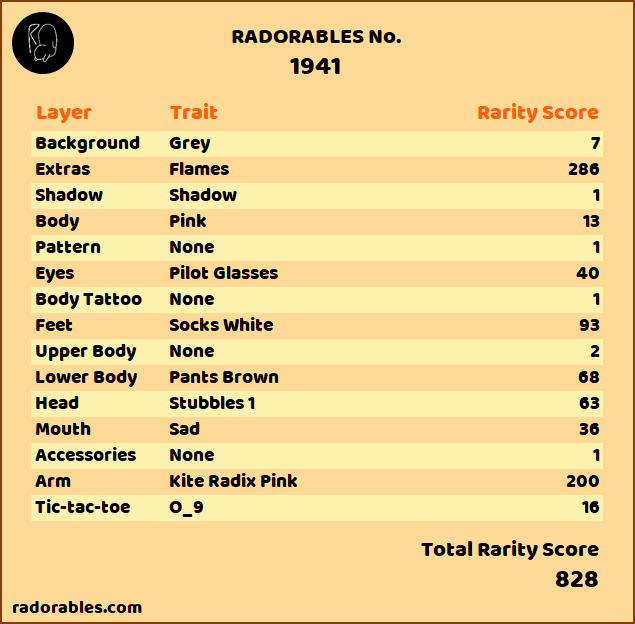 RADORABLES No.
1941
Layer Trait Rarity Score
Background Grey 7
Extras Flames 286
Shadow Shadow 1
Body Pink 13
Pattern None 1
Eyes Pilot Glasses 40
Body Tattoo None 1
Feet Socks White 93
Upper Body None 2
Lower Body Pants Brown 68
Head Stubbles 1 63
Mouth Sad 36
Accessories None 1
Arm Kite Radix Pink 200
Tic-tac-toe O_9 16
Total Rarity Score
828
radorables.com